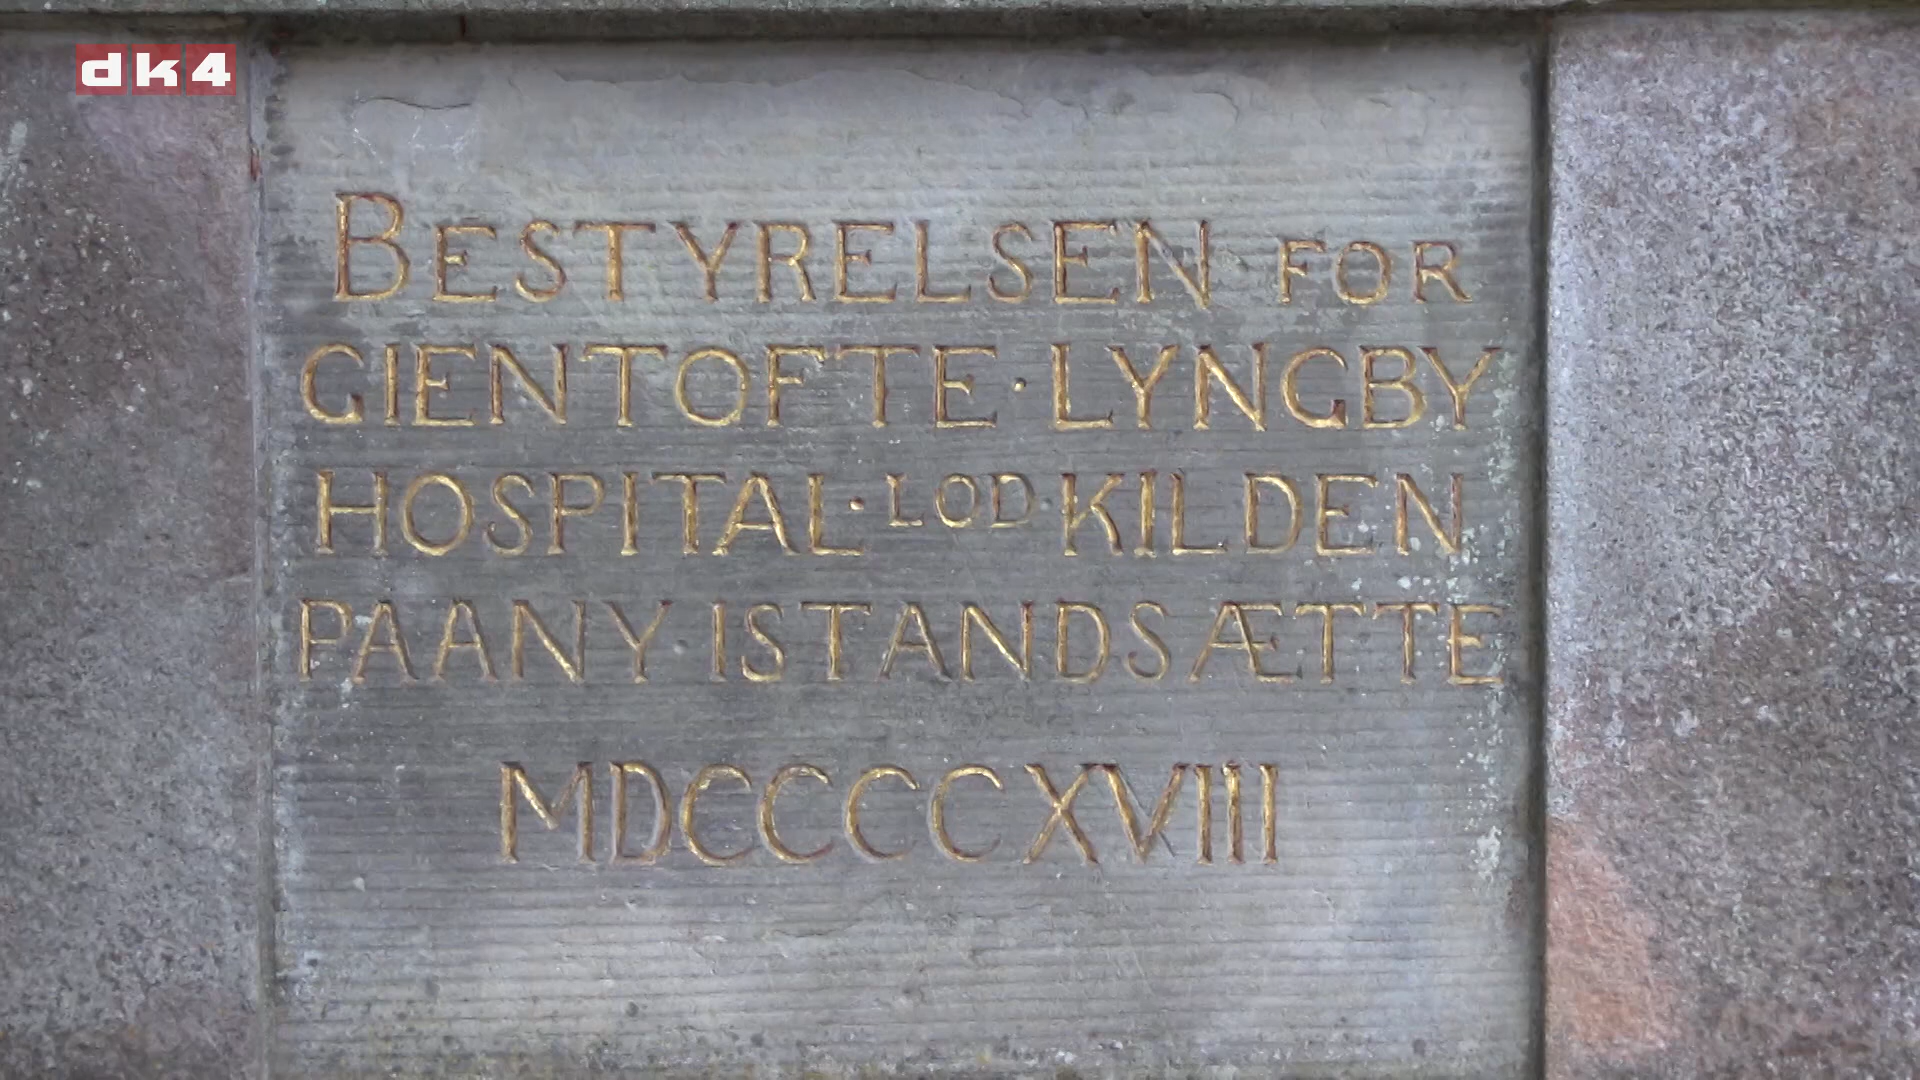 dk4
BESTYRELSEN FOR
GIENTOFTE · LYNGBY
HOSPITAL · LOD KILDEN
PAANY ISTANDSÆTTE
MDCCCCXVIII